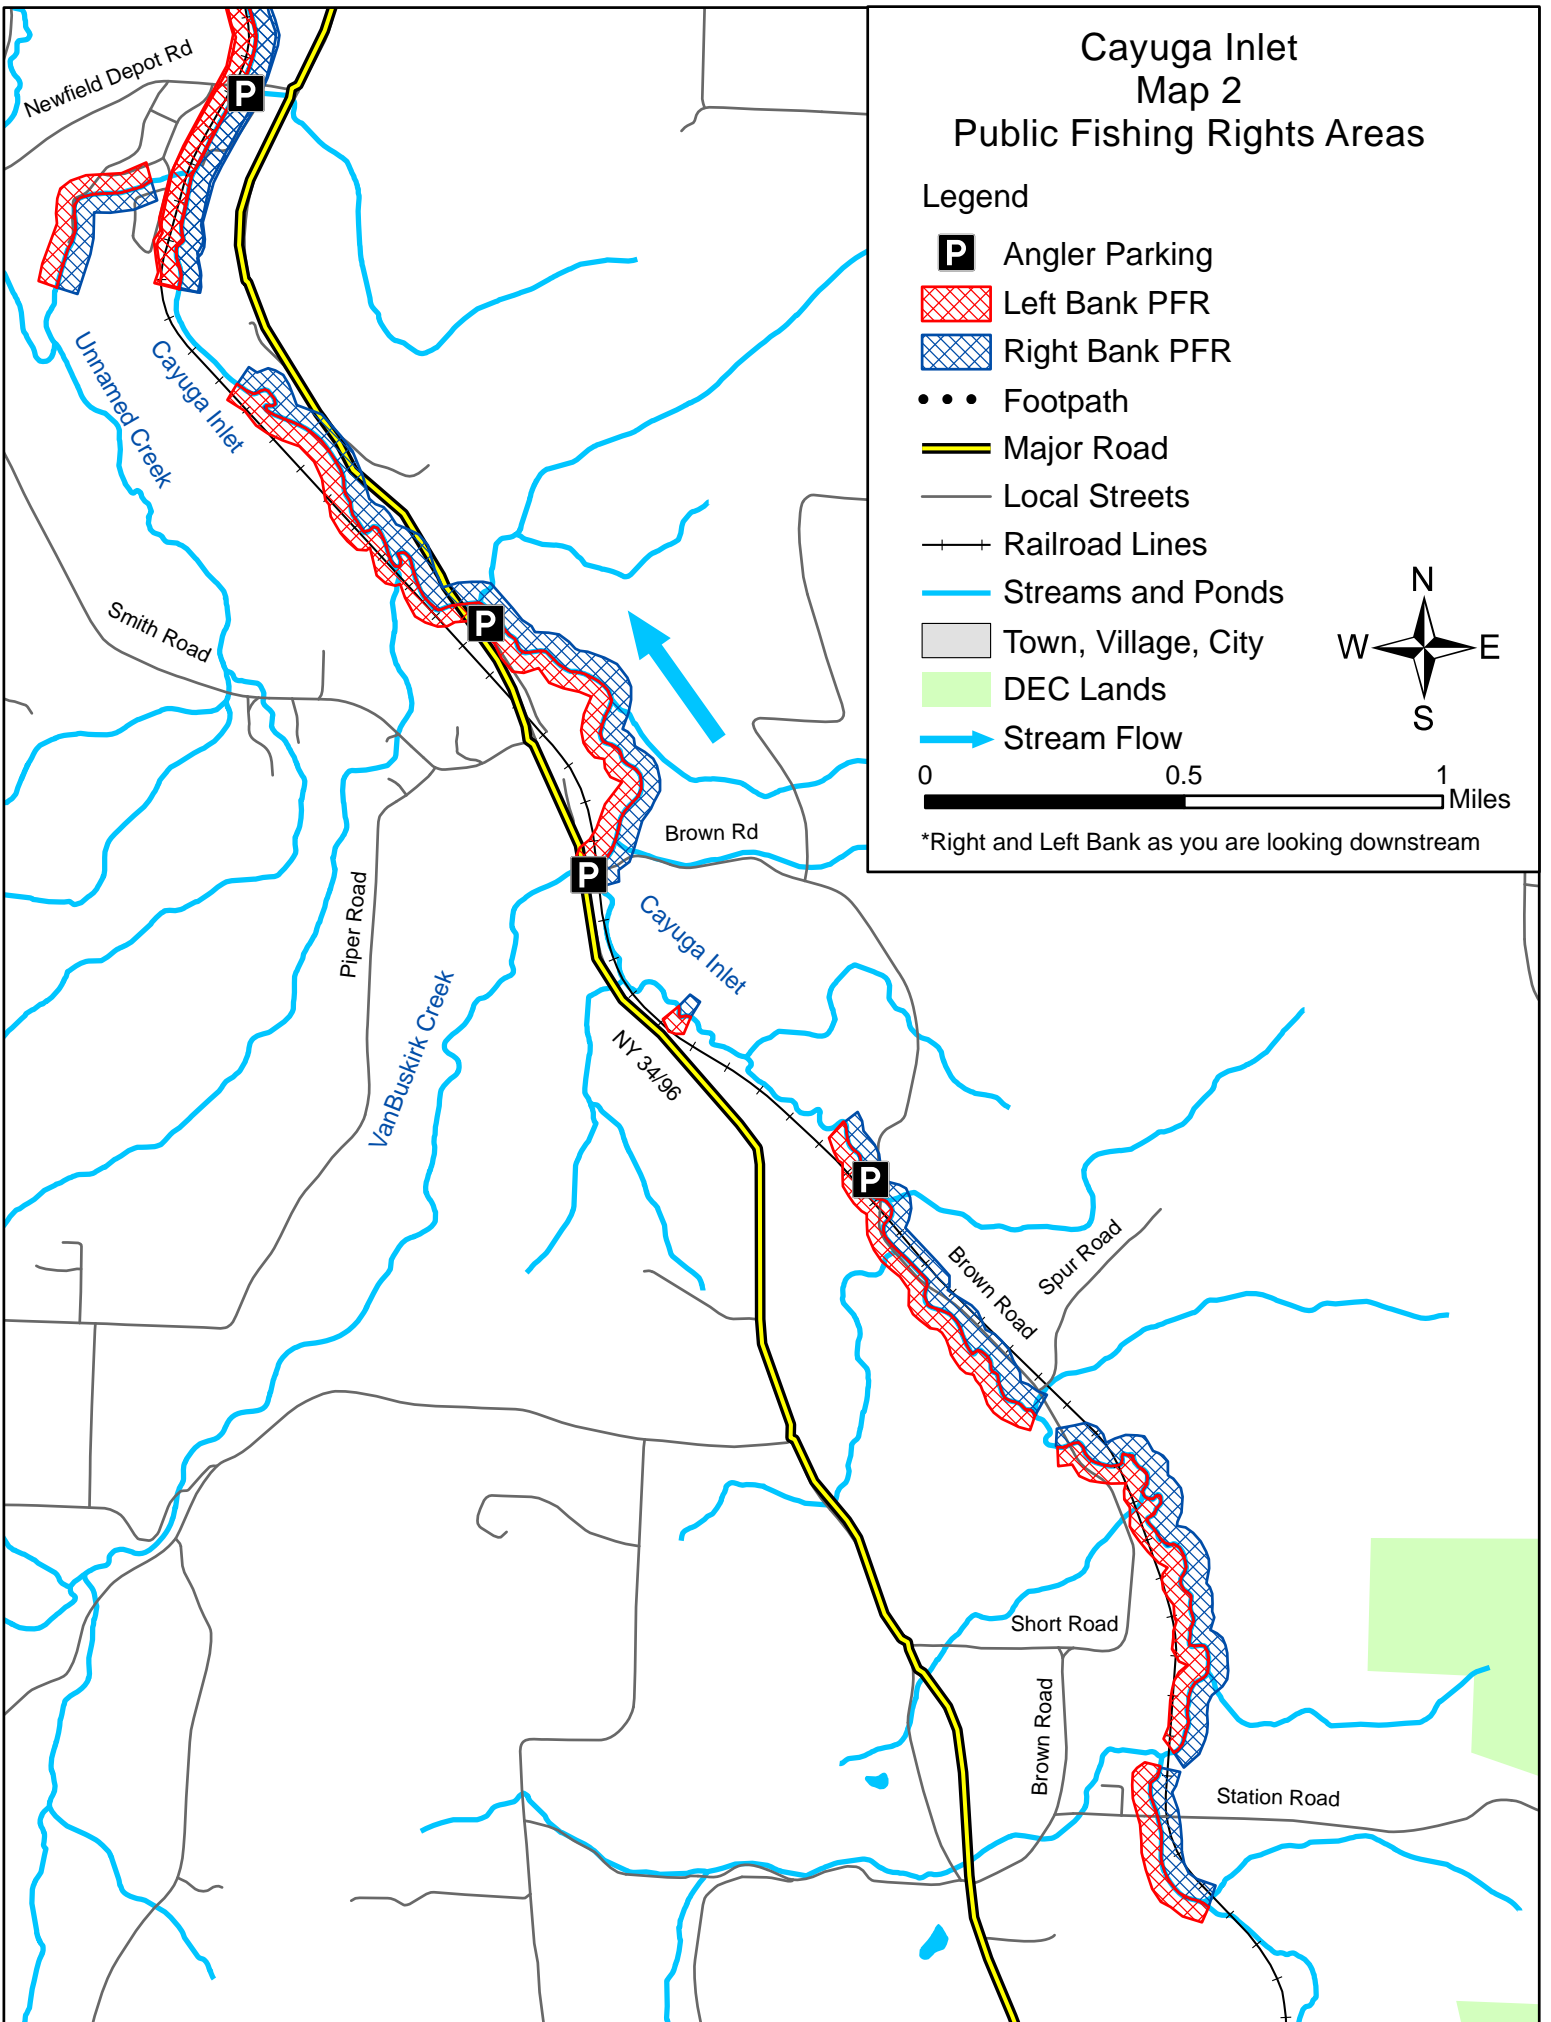 Cayuga Inlet
Map 2
Public Fishing Rights Areas
Legend
P Angler Parking
Left Bank PFR
Right Bank PFR
Footpath
Major Road
Local Streets
Railroad Lines
Streams and Ponds
Town, Village, City
DEC Lands
Stream Flow
N
W E
S
0 0.5 1
Miles
*Right and Left Bank as you are looking downstream
Newfield Depot Rd
P
Unnamed Creek
Cayuga Inlet
Smith Road
P
Brown Rd
P
Piper Road
Cayuga Inlet
VanBuskirk Creek
NY 34/96
P
Brown Road
Spur Road
Short Road
Brown Road
Station Road